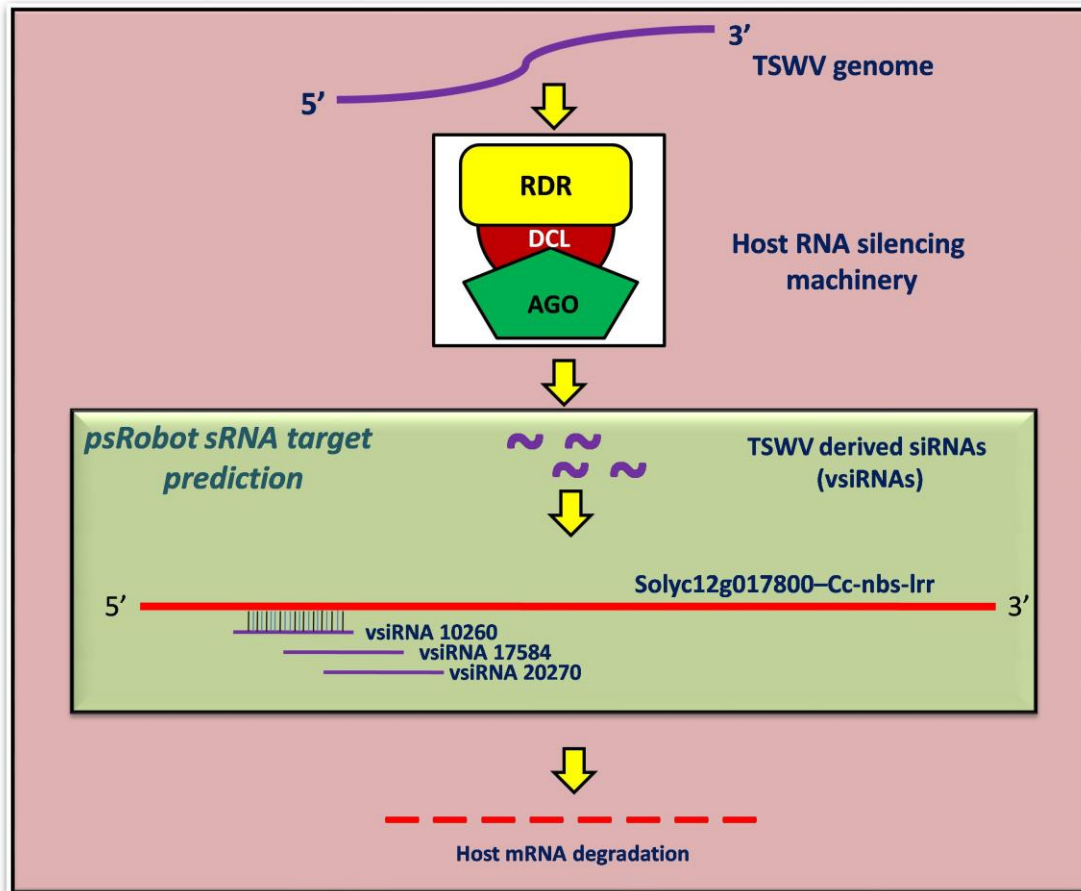 3’
TSWV genome
5’
RDR
DCL
AGO
Host RNA silencing
machinery
psRobot sRNA target
prediction
~ ~
~ ~
TSWV derived siRNAs
(vsiRNAs)
Solyc12g017800–Cc-nbs-lrr
5’
3’
vsiRNA 10260
vsiRNA 17584
vsiRNA 20270
Host mRNA degradation